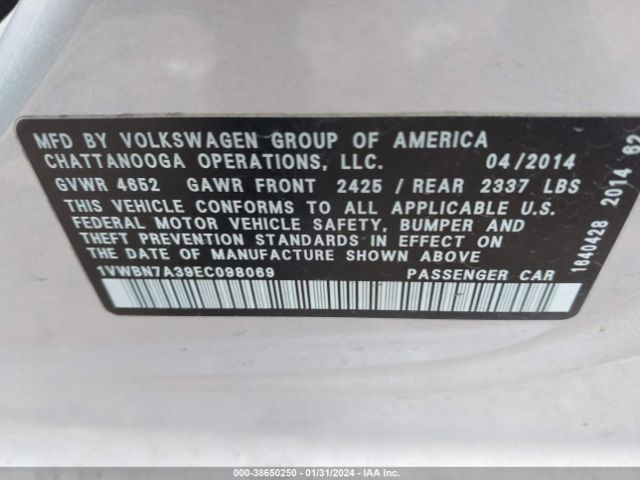 MFD BY VOLKSWAGEN GROUP OF AMERICA
CHATTANOOGA OPERATIONS, LLC. 04/2014
GVWR 4652 GAWR FRONT 2425 / REAR 2337 LBS
THIS VEHICLE CONFORMS TO ALL APPLICABLE U.S.
FEDERAL MOTOR VEHICLE SAFETY, BUMPER AND
THEFT PREVENTION STANDARDS IN EFFECT ON
THE DATE OF MANUFACTURE SHOWN ABOVE
1VWBN7A39EC098069 PASSENGER CAR
1640428 2014 62
000-38650250 - 01/31/2024 - IAA Inc.